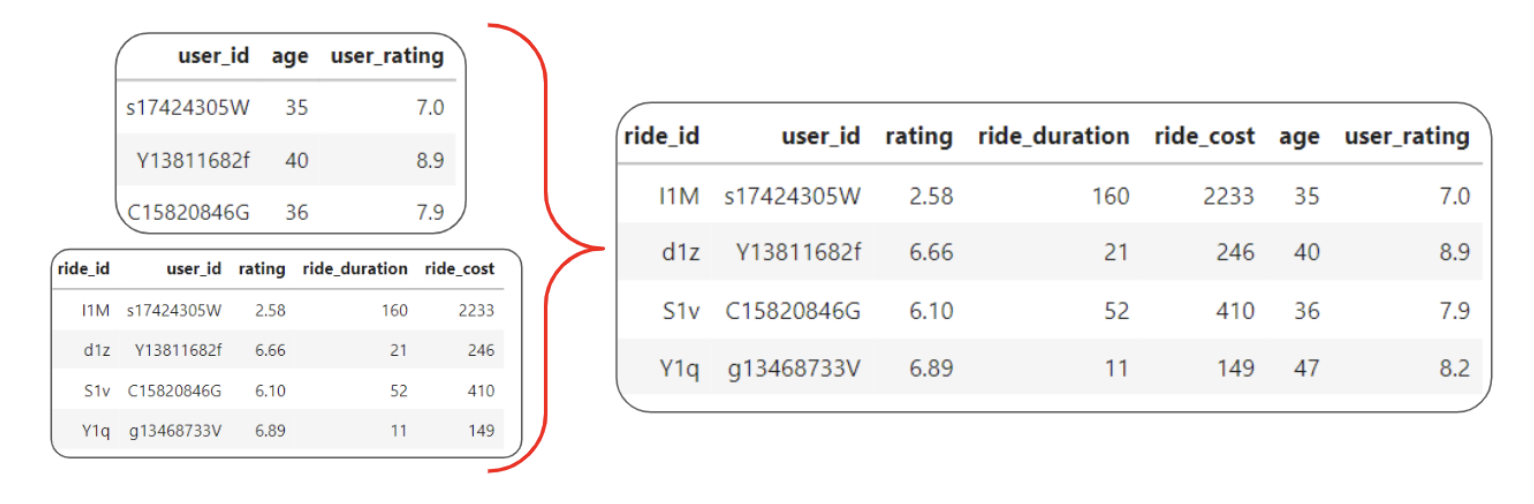 user_id age user_rating
s17424305W 35 7.0
Y13811682f 40 8.9
C15820846G 36 7.9
ride_id user_id rating ride_duration ride_cost
I1M s17424305W 2.58 160 2233
d1z Y13811682f 6.66 21 246
S1v C15820846G 6.10 52 410
Y1q g13468733V 6.89 11 149
ride_id user_id rating ride_duration ride_cost age user_rating
I1M s17424305W 2.58 160 2233 35 7.0
d1z Y13811682f 6.66 21 246 40 8.9
S1v C15820846G 6.10 52 410 36 7.9
Y1q g13468733V 6.89 11 149 47 8.2